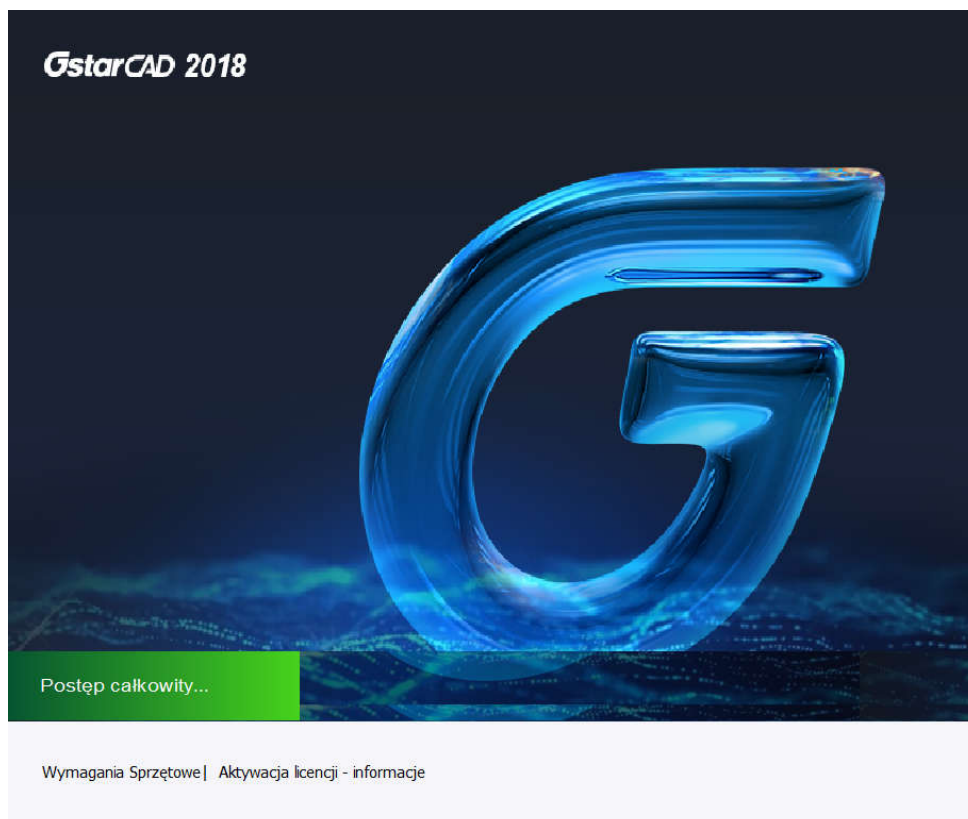 GstarCAD 2018
Postęp całkowity...
Wymagania Sprzętowe| Aktywacja licencji - informacje